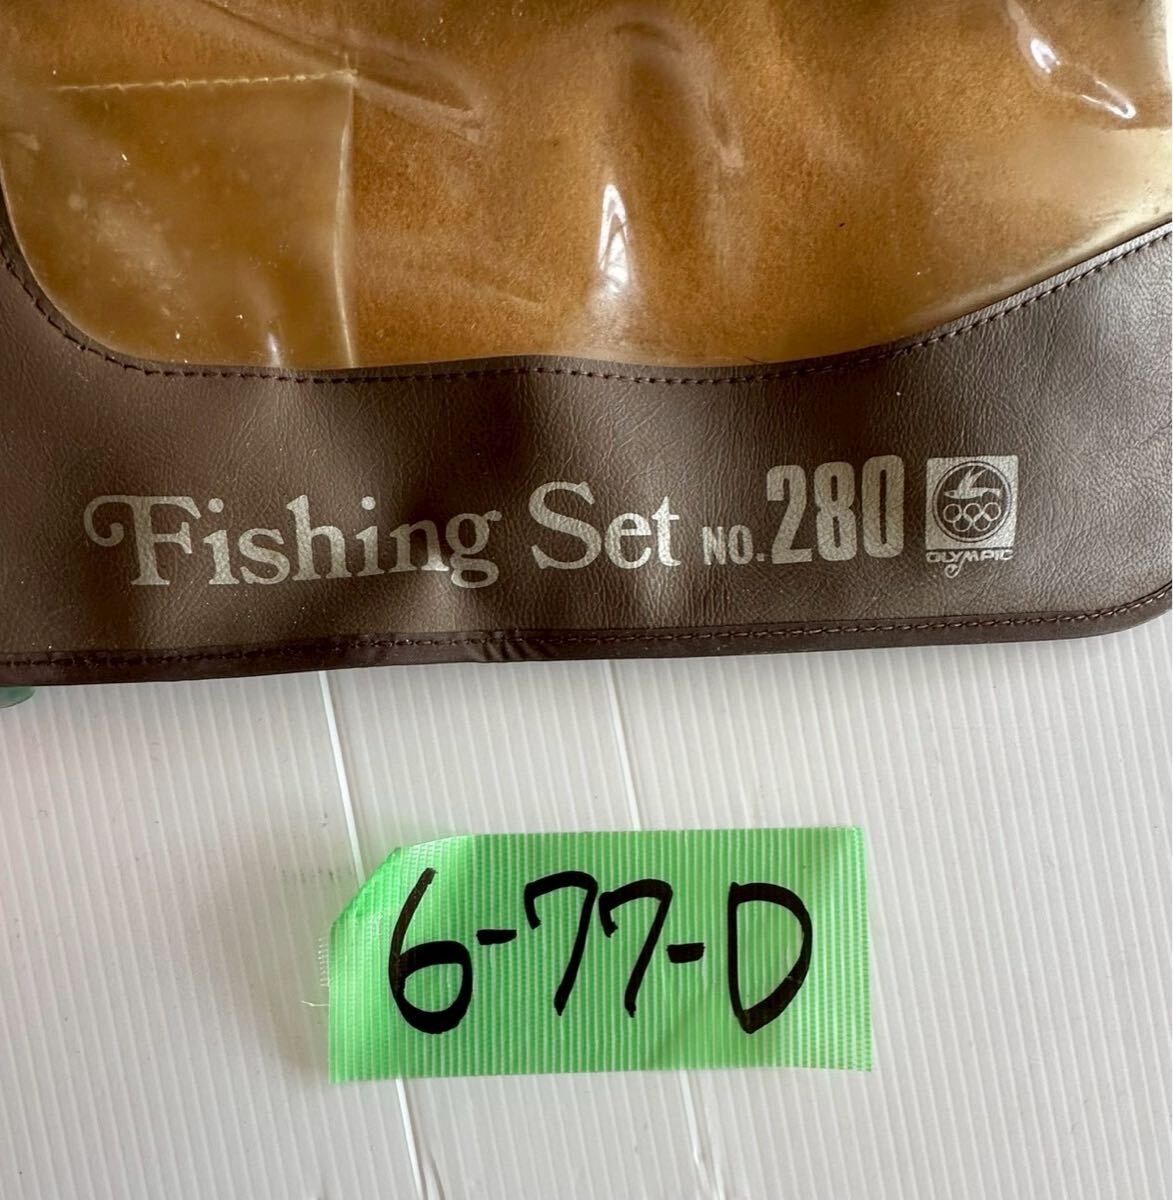 Fishing Set NO.280
OLYMPIC
6-77-D